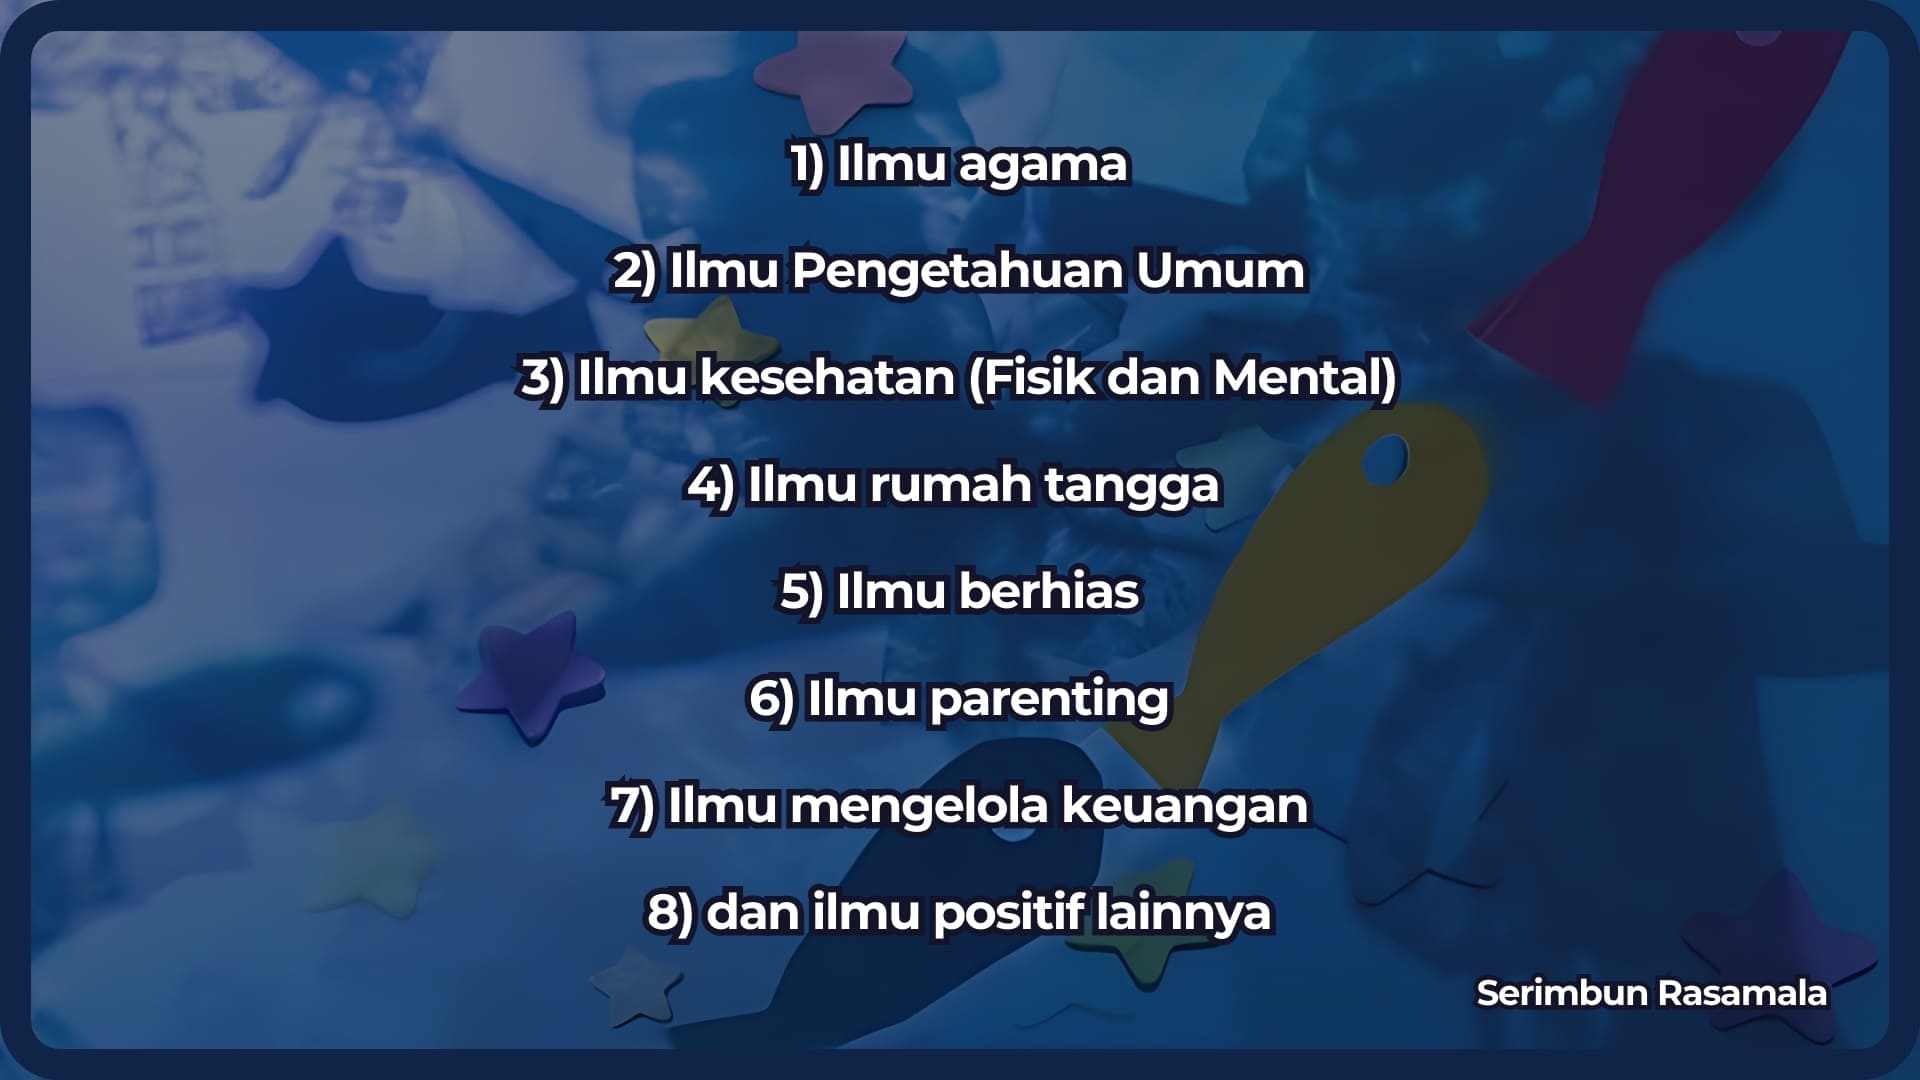 1) Ilmu agama
2) Ilmu Pengetahuan Umum
3) Ilmu kesehatan (Fisik dan Mental)
4) Ilmu rumah tangga
5) Ilmu berhias
6) Ilmu parenting
7) Ilmu mengelola keuangan
8) dan ilmu positif lainnya
Serimbun Rasamala